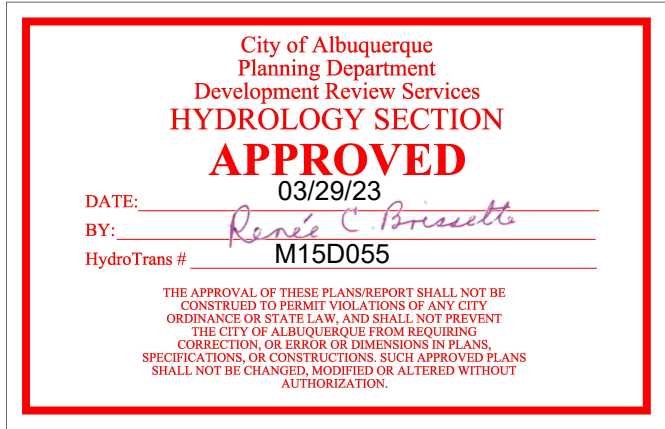 City of Albuquerque
Planning Department
Development Review Services
HYDROLOGY SECTION
APPROVED
DATE: 03/29/23
BY: Renée C. Brissette
HydroTrans # M15D055
THE APPROVAL OF THESE PLANS/REPORT SHALL NOT BE
CONSTRUED TO PERMIT VIOLATIONS OF ANY CITY
ORDINANCE OR STATE LAW, AND SHALL NOT PREVENT
THE CITY OF ALBUQUERQUE FROM REQUIRING
CORRECTION, OR ERROR OR DIMENSIONS IN PLANS,
SPECIFICATIONS, OR CONSTRUCTIONS. SUCH APPROVED PLANS
SHALL NOT BE CHANGED, MODIFIED OR ALTERED WITHOUT
AUTHORIZATION.